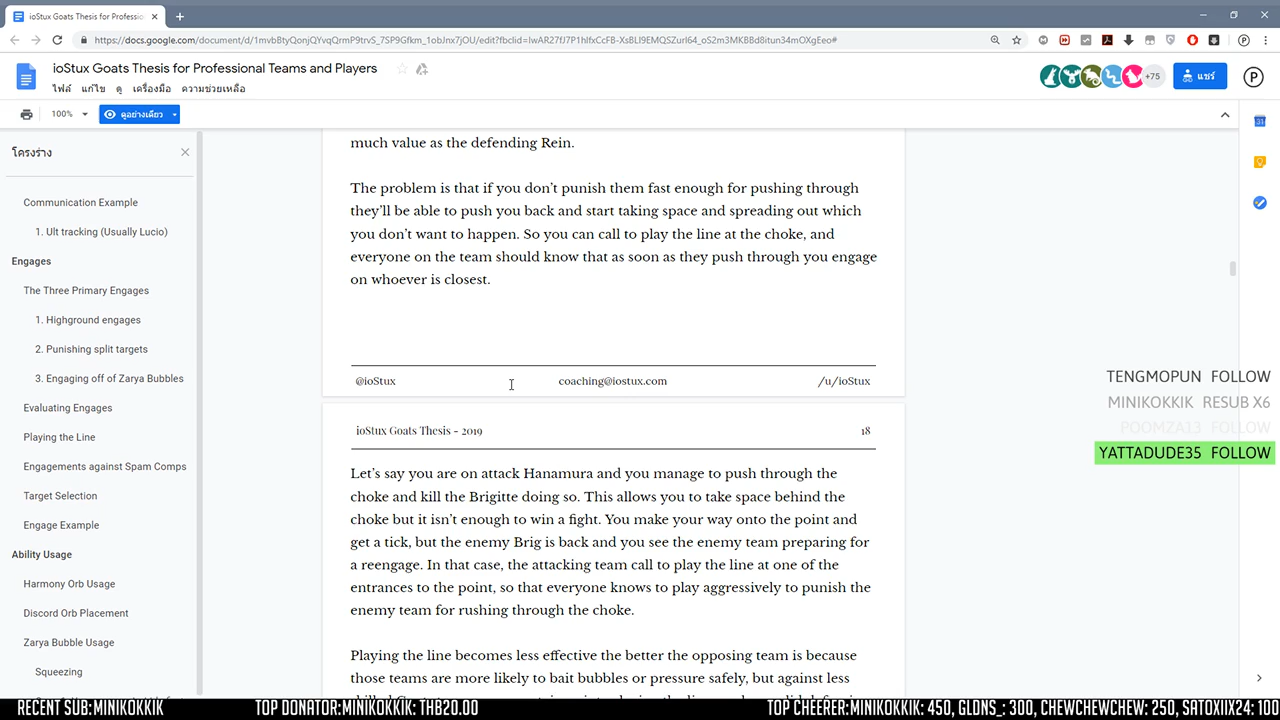 ioStux Goats Thesis for Professio
https://docs.google.com/document/d/1mvbBtyQonjQYvqQrmP9trvS_7SP9Gfkm_1obJnx7jOU/edit?fbclid=IwAR27fJ7P1hIfxCcFB-XsBLI9EMQSZurl64_oS2m3MKBBd8itun34mOXgEeo#
ioStux Goats Thesis for Professional Teams and Players
ไฟล์ แก้ไข ดู เครื่องมือ ความช่วยเหลือ
+75
แชร์
P
100%
ดูอย่างเดียว
โครงร่าง
Communication Example
1. Ult tracking (Usually Lucio)
Engages
The Three Primary Engages
1. Highground engages
2. Punishing split targets
3. Engaging off of Zarya Bubbles
Evaluating Engages
Playing the Line
Engagements against Spam Comps
Target Selection
Engage Example
Ability Usage
Harmony Orb Usage
Discord Orb Placement
Zarya Bubble Usage
Squeezing
much value as the defending Rein.
The problem is that if you don't punish them fast enough for pushing through
they'll be able to push you back and start taking space and spreading out which
you don't want to happen. So you can call to play the line at the choke, and
everyone on the team should know that as soon as they push through you engage
on whoever is closest.
@ioStux coaching@iostux.com /u/ioStux
ioStux Goats Thesis - 2019 18
Let's say you are on attack Hanamura and you manage to push through the
choke and kill the Brigitte doing so. This allows you to take space behind the
choke but it isn't enough to win a fight. You make your way onto the point and
get a tick, but the enemy Brig is back and you see the enemy team preparing for
a reengage. In that case, the attacking team call to play the line at one of the
entrances to the point, so that everyone knows to play aggressively to punish the
enemy team for rushing through the choke.
Playing the line becomes less effective the better the opposing team is because
those teams are more likely to bait bubbles or pressure safely, but against less
TENGMOPUN FOLLOW
MINIKOKKIK RESUB X6
POOMZA13 FOLLOW
YATTADUDE35 FOLLOW
RECENT SUB:MINIKOKKIK TOP DONATOR:MINIKOKKIK: THB20.00 TOP CHEERER:MINIKOKKIK: 450, GLDNS_: 300, CHEWCHEWCHEW: 250, SATOXIIX24: 100